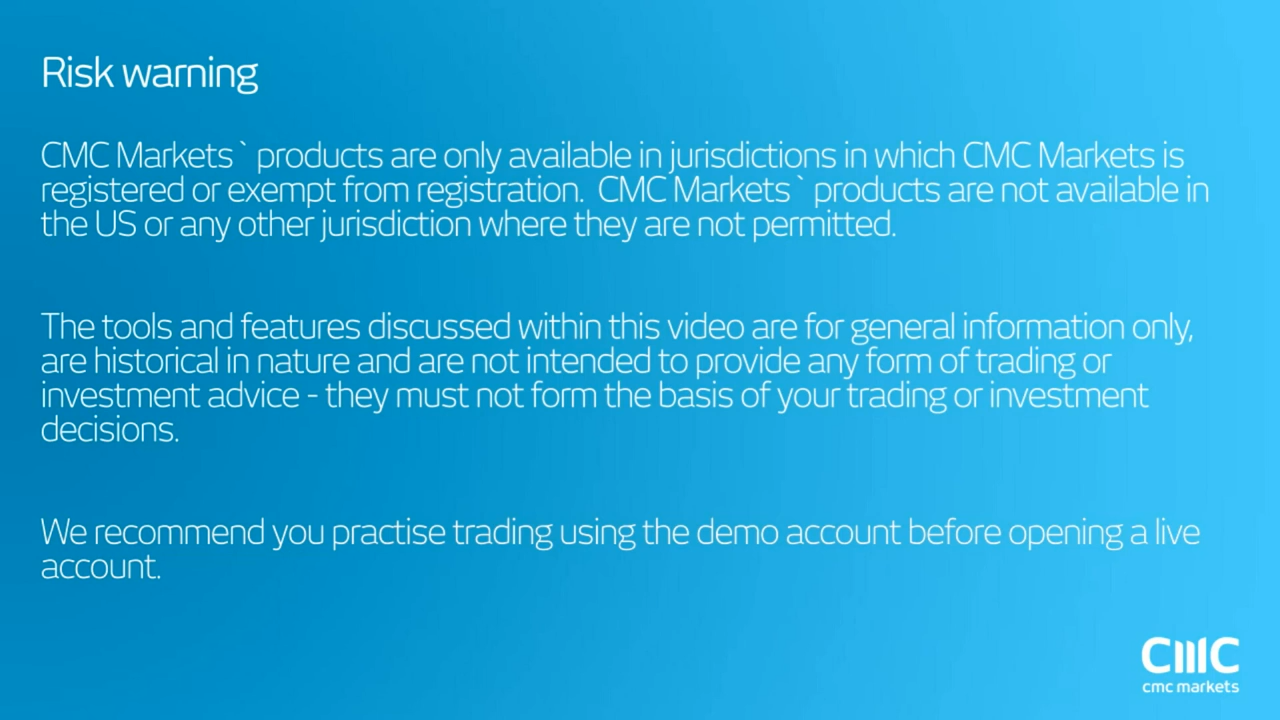 Risk warning
CMC Markets` products are only available in jurisdictions in which CMC Markets is
registered or exempt from registration.  CMC Markets` products are not available in
the US or any other jurisdiction where they are not permitted.
The tools and features discussed within this video are for general information only,
are historical in nature and are not intended to provide any form of trading or
investment advice - they must not form the basis of your trading or investment
decisions.
We recommend you practise trading using the demo account before opening a live
account.
CMC
cmc markets